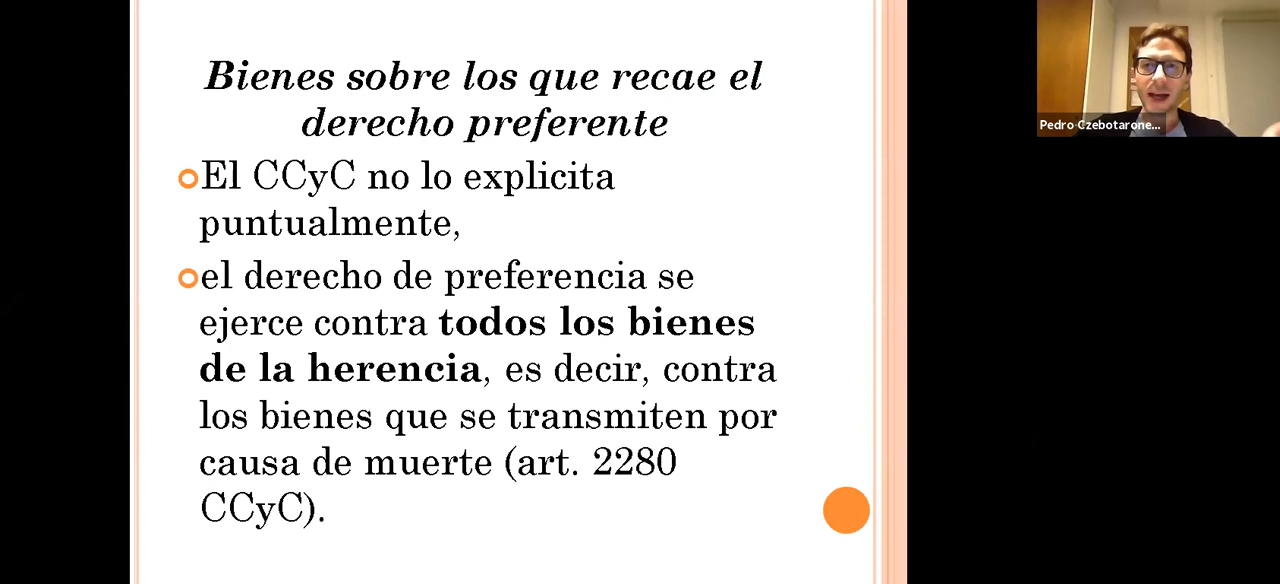 Bienes sobre los que recae el
derecho preferente
El CCyC no lo explicita
puntualmente,
el derecho de preferencia se
ejerce contra todos los bienes
de la herencia, es decir, contra
los bienes que se transmiten por
causa de muerte (art. 2280
CCyC).
Pedro Czebotarone...